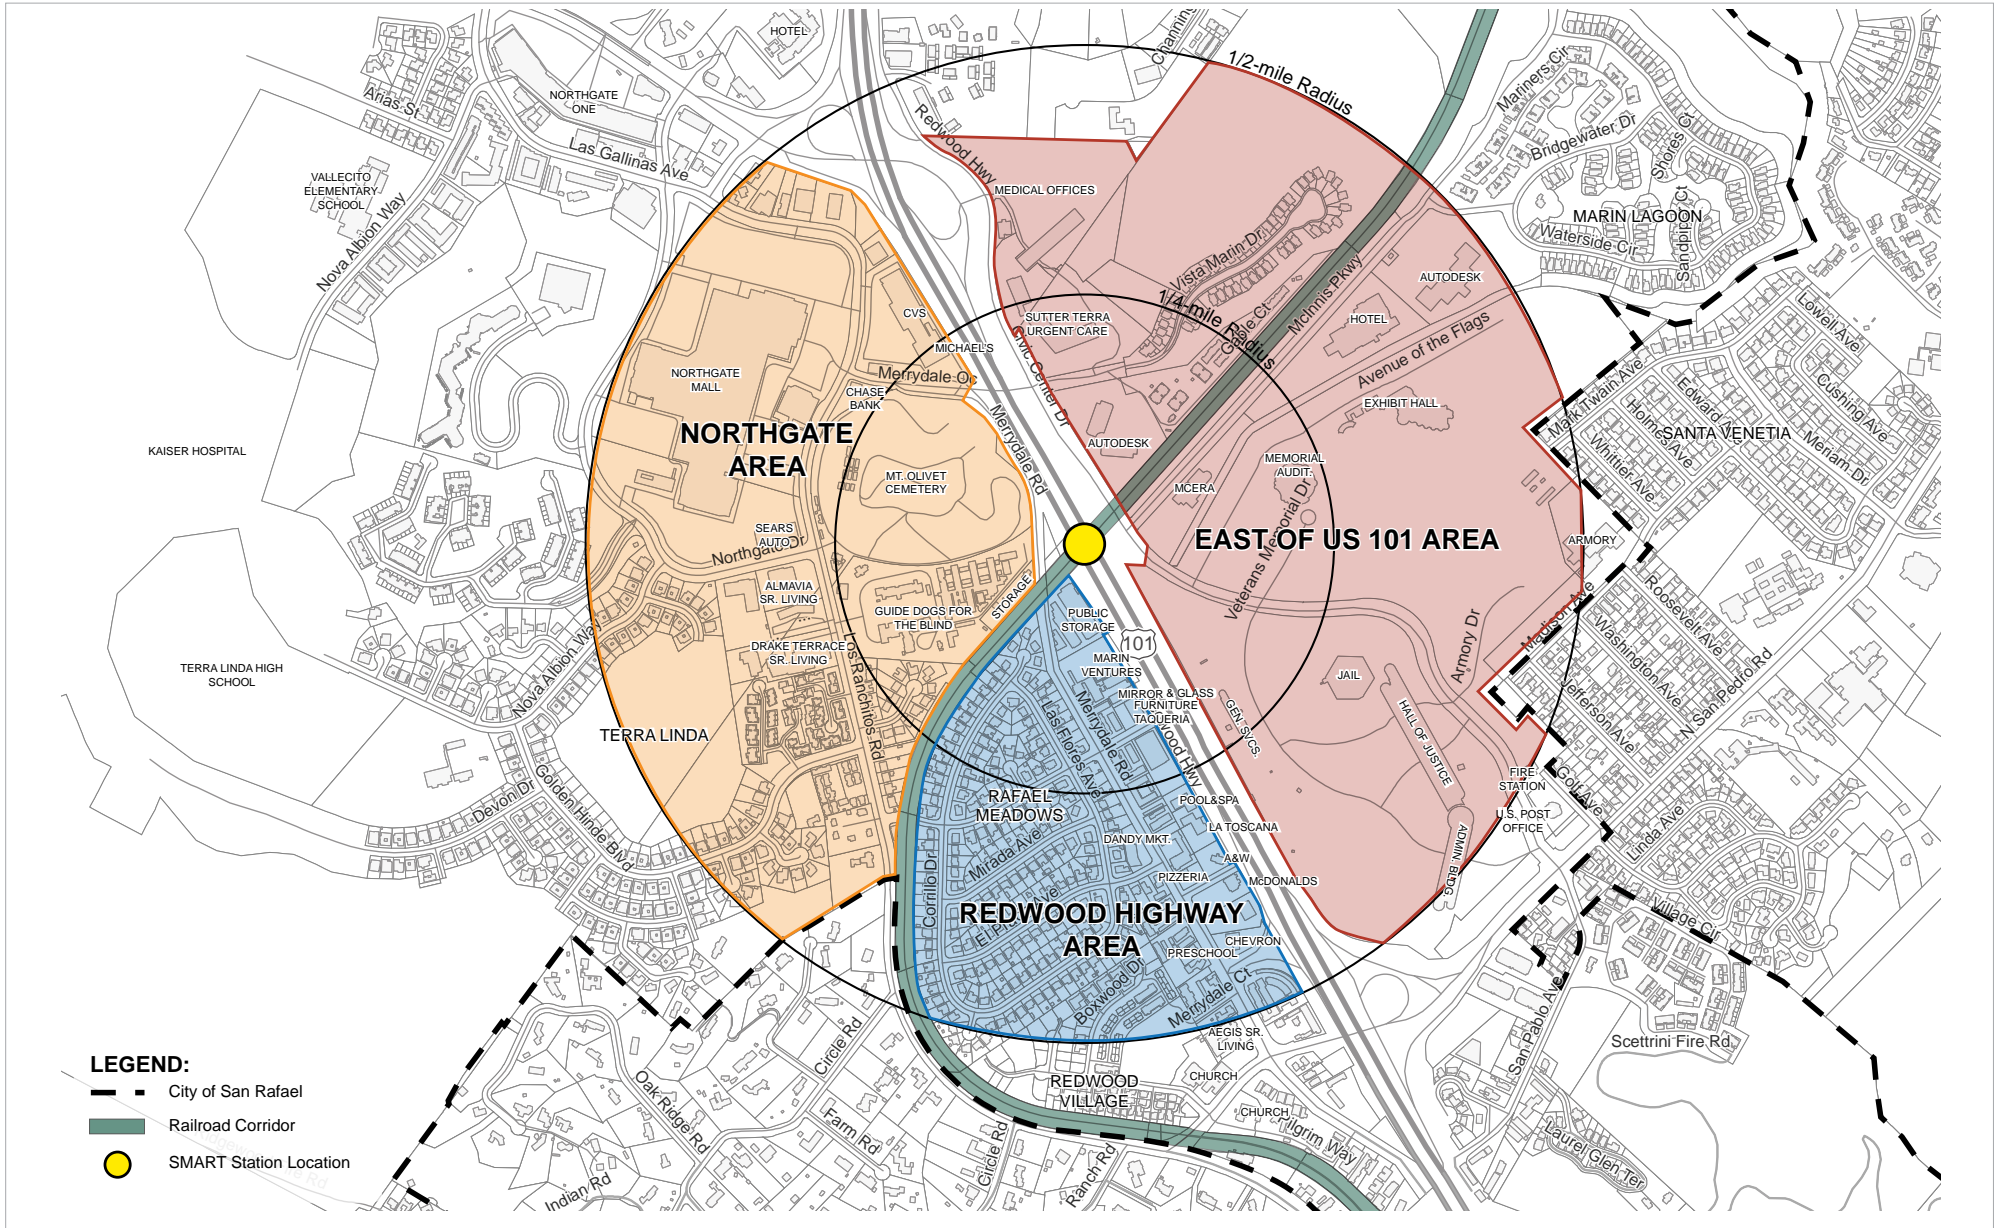 HOTEL
Channing
1/2-mile Radius
Mariners Cir
NORTHGATE
ONE
Arias St
Redwood Hwy
Bridgewater Dr
Shores Ct
Las Gallinas Ave
VALLECITO
ELEMENTARY
SCHOOL
MEDICAL OFFICES
MARIN LAGOON
Nova Albion Way
Waterside Cir
Sandpiper Ct
Vista Marin Dr
McInnis Pkwy
AUTODESK
1/4-mile Radius
CVS
SUTTER TERRA
URGENT CARE
HOTEL
Lowell Ave
MICHAEL'S
Civic Center Dr
Avenue of the Flags
NORTHGATE
MALL
Merrydale Oc
CHASE
BANK
Merrydale Rd
EXHIBIT HALL
Mark Twain Ave
Edward Ave
Cushing Ave
Holmes Ave
NORTHGATE
AREA
AUTODESK
SANTA VENETIA
Whittier Ave
Meriam Dr
KAISER HOSPITAL
MT. OLIVET
CEMETERY
MEMORIAL
AUDIT.
MCERA
SEARS
AUTO
Northgate Dr
EAST OF US 101 AREA
ARMORY
Veterans Memorial Dr
ALMAVIA
SR. LIVING
STORAGE
GUIDE DOGS FOR
THE BLIND
PUBLIC
STORAGE
Madison Ave
Roosevelt Ave
Washington Ave
101
Armory Dr
DRAKE TERRACE
SR. LIVING
Los Ranchitos Rd
MARIN
VENTURES
JAIL
N. San Pedro Rd
TERRA LINDA HIGH
SCHOOL
Nova Albion Way
MIRROR & GLASS
FURNITURE
TAQUERIA
Jefferson Ave
Merrydale Rd
Las Flores Ave
wood Hwy
GEN. SVCS.
HALL OF JUSTICE
TERRA LINDA
FIRE
STATION
Golf Ave
Golden Hinde Blvd
Devon Dr
RAFAEL
MEADOWS
POOL&SPA
U.S. POST
OFFICE
LA TOSCANA
Linda Ave
DANDY MKT.
Mirada Ave
A&W
ADMIN. BLDG
Corrillo Dr
PIZZERIA
McDONALDS
REDWOOD HIGHWAY
AREA
Village Cir
CHEVRON
PRESCHOOL
Boxwood Dr
Merrydale Ct
San Pablo Ave
Circle Rd
AEGIS SR.
LIVING
Scettrini Fire Rd
Oak Ridge Rd
REDWOOD
VILLAGE
CHURCH
CHURCH
Pilgrim Way
Farm Rd
Circle Rd
Laurel Glen Ter
Indian Rd
Ranch Rd
LEGEND:
City of San Rafael
Railroad Corridor
SMART Station Location